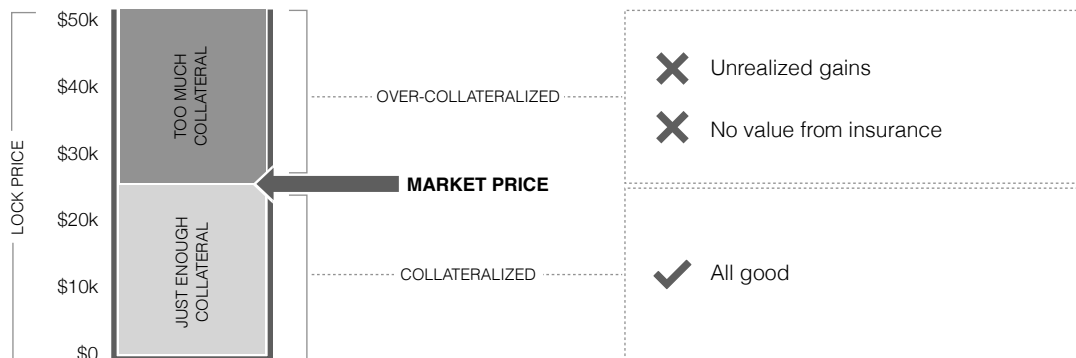 LOCK PRICE
$50k
$40k
$30k
$20k
$10k
$0
TOO MUCH
COLLATERAL
JUST ENOUGH
COLLATERAL
OVER-COLLATERALIZED
MARKET PRICE
COLLATERALIZED
Unrealized gains
No value from insurance
All good